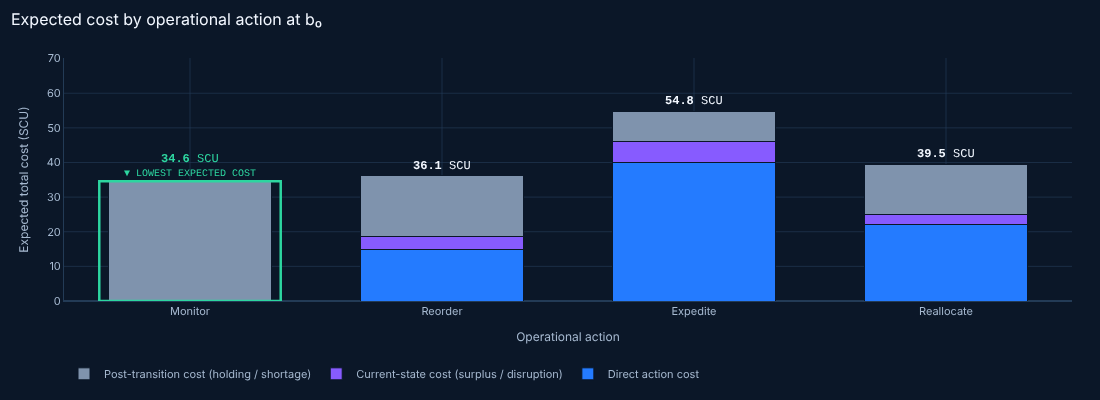 Expected cost by operational action at b₀
Expected total cost (SCU)
70
60
50
40
30
20
10
0
34.6 SCU
▼ LOWEST EXPECTED COST
36.1 SCU
54.8 SCU
39.5 SCU
Monitor
Reorder
Expedite
Reallocate
Operational action
Post-transition cost (holding / shortage)
Current-state cost (surplus / disruption)
Direct action cost